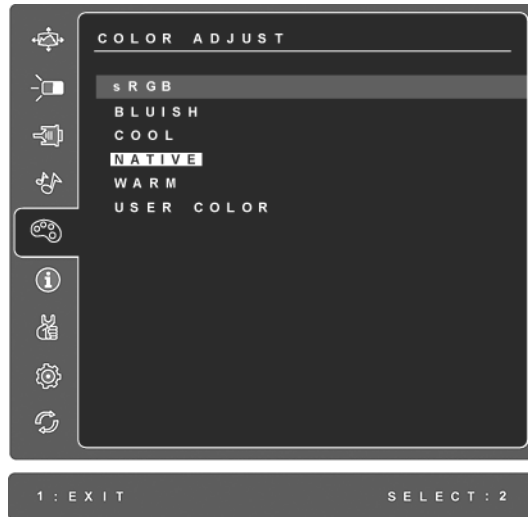 COLOR ADJUST
sRGB
BLUISH
COOL
NATIVE
WARM
USER COLOR
1:EXIT SELECT:2